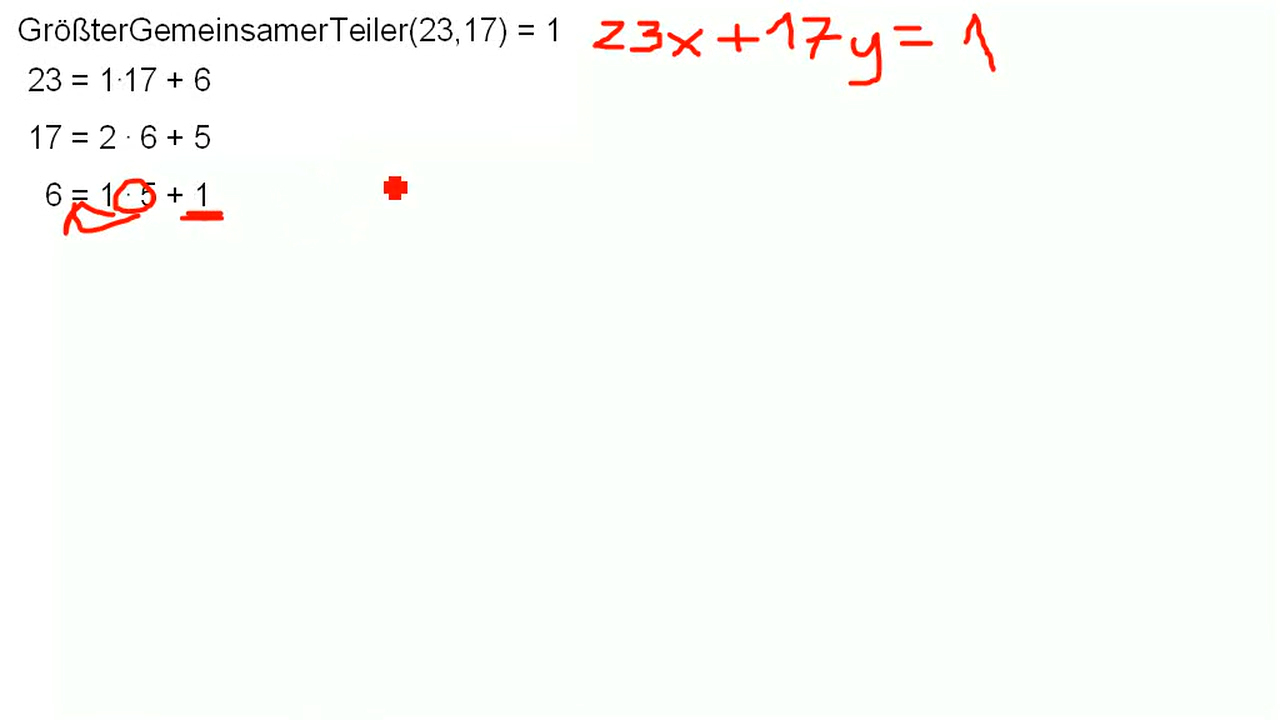 GrößterGemeinsamerTeiler(23,17) = 1
23x + 17y = 1
23 = 1·17 + 6
17 = 2 · 6 + 5
6 = 1 · 5 + 1